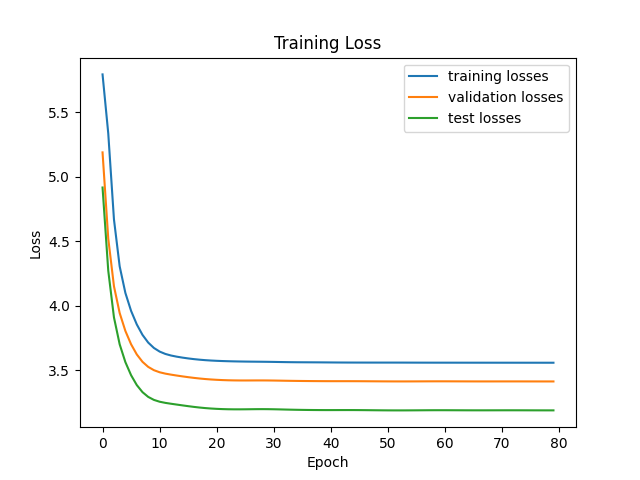 Training Loss
training losses
validation losses
test losses
5.5
5.0
4.5
4.0
3.5
Loss
0 10 20 30 40 50 60 70 80
Epoch